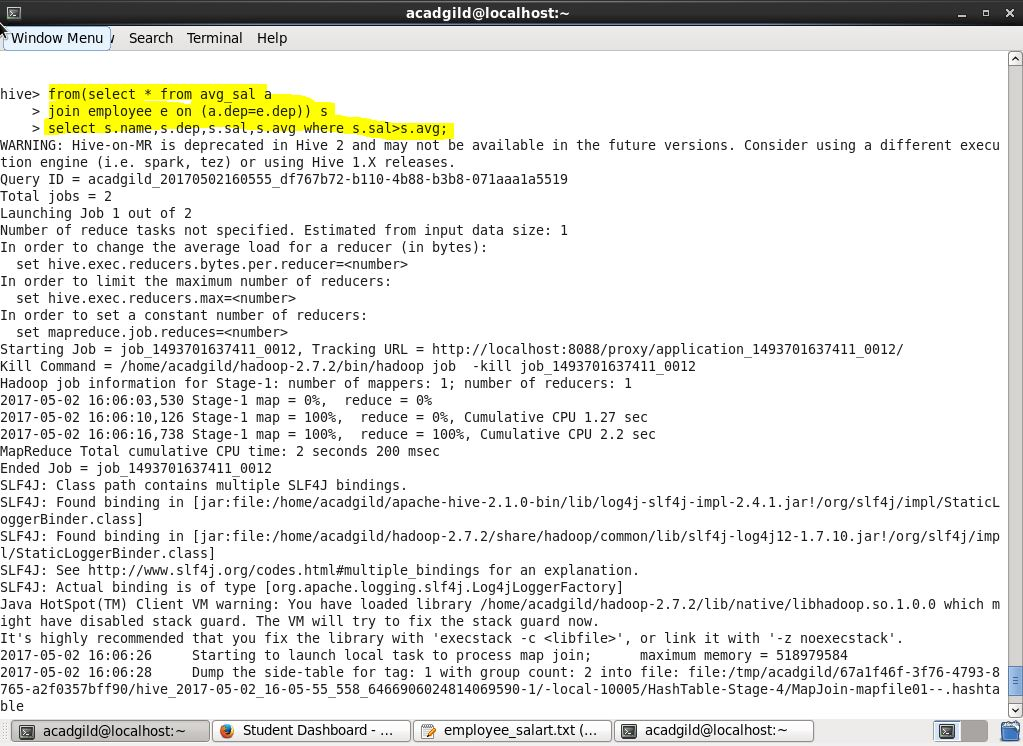 acadgild@localhost:~
Window Menu Search Terminal Help
hive> from(select * from avg_sal a
    > join employee e on (a.dep=e.dep)) s
    > select s.name,s.dep,s.sal,s.avg where s.sal>s.avg;
WARNING: Hive-on-MR is deprecated in Hive 2 and may not be available in the future versions. Consider using a different execu
tion engine (i.e. spark, tez) or using Hive 1.X releases.
Query ID = acadgild_20170502160555_df767b72-b110-4b88-b3b8-071aaa1a5519
Total jobs = 2
Launching Job 1 out of 2
Number of reduce tasks not specified. Estimated from input data size: 1
In order to change the average load for a reducer (in bytes):
  set hive.exec.reducers.bytes.per.reducer=<number>
In order to limit the maximum number of reducers:
  set hive.exec.reducers.max=<number>
In order to set a constant number of reducers:
  set mapreduce.job.reduces=<number>
Starting Job = job_1493701637411_0012, Tracking URL = http://localhost:8088/proxy/application_1493701637411_0012/
Kill Command = /home/acadgild/hadoop-2.7.2/bin/hadoop job  -kill job_1493701637411_0012
Hadoop job information for Stage-1: number of mappers: 1; number of reducers: 1
2017-05-02 16:06:03,530 Stage-1 map = 0%,  reduce = 0%
2017-05-02 16:06:10,126 Stage-1 map = 100%,  reduce = 0%, Cumulative CPU 1.27 sec
2017-05-02 16:06:16,738 Stage-1 map = 100%,  reduce = 100%, Cumulative CPU 2.2 sec
MapReduce Total cumulative CPU time: 2 seconds 200 msec
Ended Job = job_1493701637411_0012
SLF4J: Class path contains multiple SLF4J bindings.
SLF4J: Found binding in [jar:file:/home/acadgild/apache-hive-2.1.0-bin/lib/log4j-slf4j-impl-2.4.1.jar!/org/slf4j/impl/StaticL
oggerBinder.class]
SLF4J: Found binding in [jar:file:/home/acadgild/hadoop-2.7.2/share/hadoop/common/lib/slf4j-log4j12-1.7.10.jar!/org/slf4j/imp
l/StaticLoggerBinder.class]
SLF4J: See http://www.slf4j.org/codes.html#multiple_bindings for an explanation.
SLF4J: Actual binding is of type [org.apache.logging.slf4j.Log4jLoggerFactory]
Java HotSpot(TM) Client VM warning: You have loaded library /home/acadgild/hadoop-2.7.2/lib/native/libhadoop.so.1.0.0 which m
ight have disabled stack guard. The VM will try to fix the stack guard now.
It's highly recommended that you fix the library with 'execstack -c <libfile>', or link it with '-z noexecstack'.
2017-05-02 16:06:26     Starting to launch local task to process map join;      maximum memory = 518979584
2017-05-02 16:06:28     Dump the side-table for tag: 1 with group count: 2 into file: file:/tmp/acadgild/67a1f46f-3f76-4793-8
765-a2f0357bff90/hive_2017-05-02_16-05-55_558_6466906024814069590-1/-local-10005/HashTable-Stage-4/MapJoin-mapfile01--.hashta
ble
acadgild@localhost:~ Student Dashboard - ... employee_salart.txt (... acadgild@localhost:~